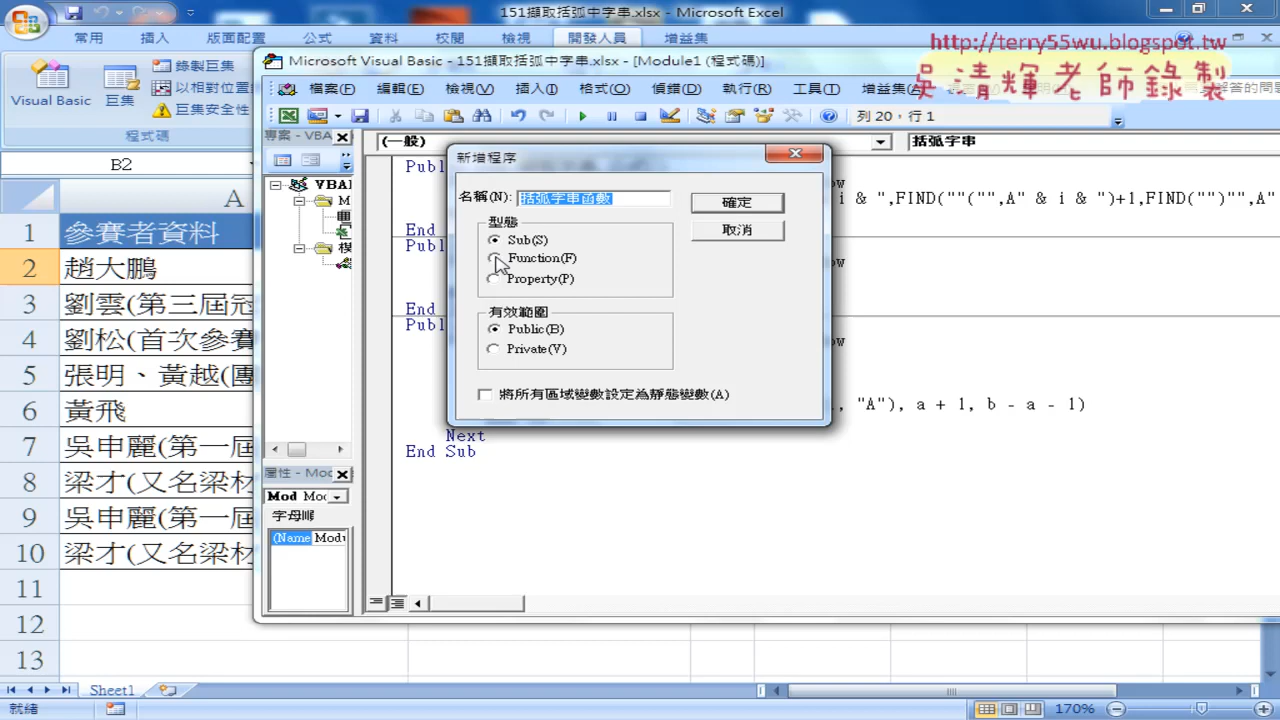 151擷取括弧中字串.xlsx - Microsoft Excel
常用 插入 版面配置 公式 資料 校閱 檢視 開發人員 增益集
http://terry55wu.blogspot.tw
吳清輝老師錄製
Visual Basic 巨集 錄製巨集
以相對位置
巨集安全性
程式碼
Microsoft Visual Basic - 151擷取括弧中字串.xlsx - [Module1 (程式碼)]
檔案(F) 編輯(E) 檢視(V) 插入(I) 格式(O) 偵錯(D) 執行(R) 工具(T)
列 20，行 1
專案 - VBA
(一般) 括弧字串
B2
A
1 參賽者資料
2 趙大鵬
3 劉雲(第三屆冠
4 劉松(首次參賽
5 張明、黃越(團
6 黃飛
7 吳申麗(第一屆
8 梁才(又名梁材
9 吳申麗(第一屆
10 梁才(又名梁材
11
12
13
新增程序
名稱(N): 括弧字串函數
確定
取消
型態
Sub(S)
Function(F)
Property(P)
有效範圍
Public(B)
Private(V)
將所有區域變數設定為靜態變數(A)
Publ
ow
i & ",FIND(""("",A" & i & ")+1,FIND("")"",A"
End
Publ
ow
End
Publ
ow
, "A"), a + 1, b - a - 1)
Next
End Sub
屬性 - Mod
字母順
(Name Modu
Sheet1
就緒
170%